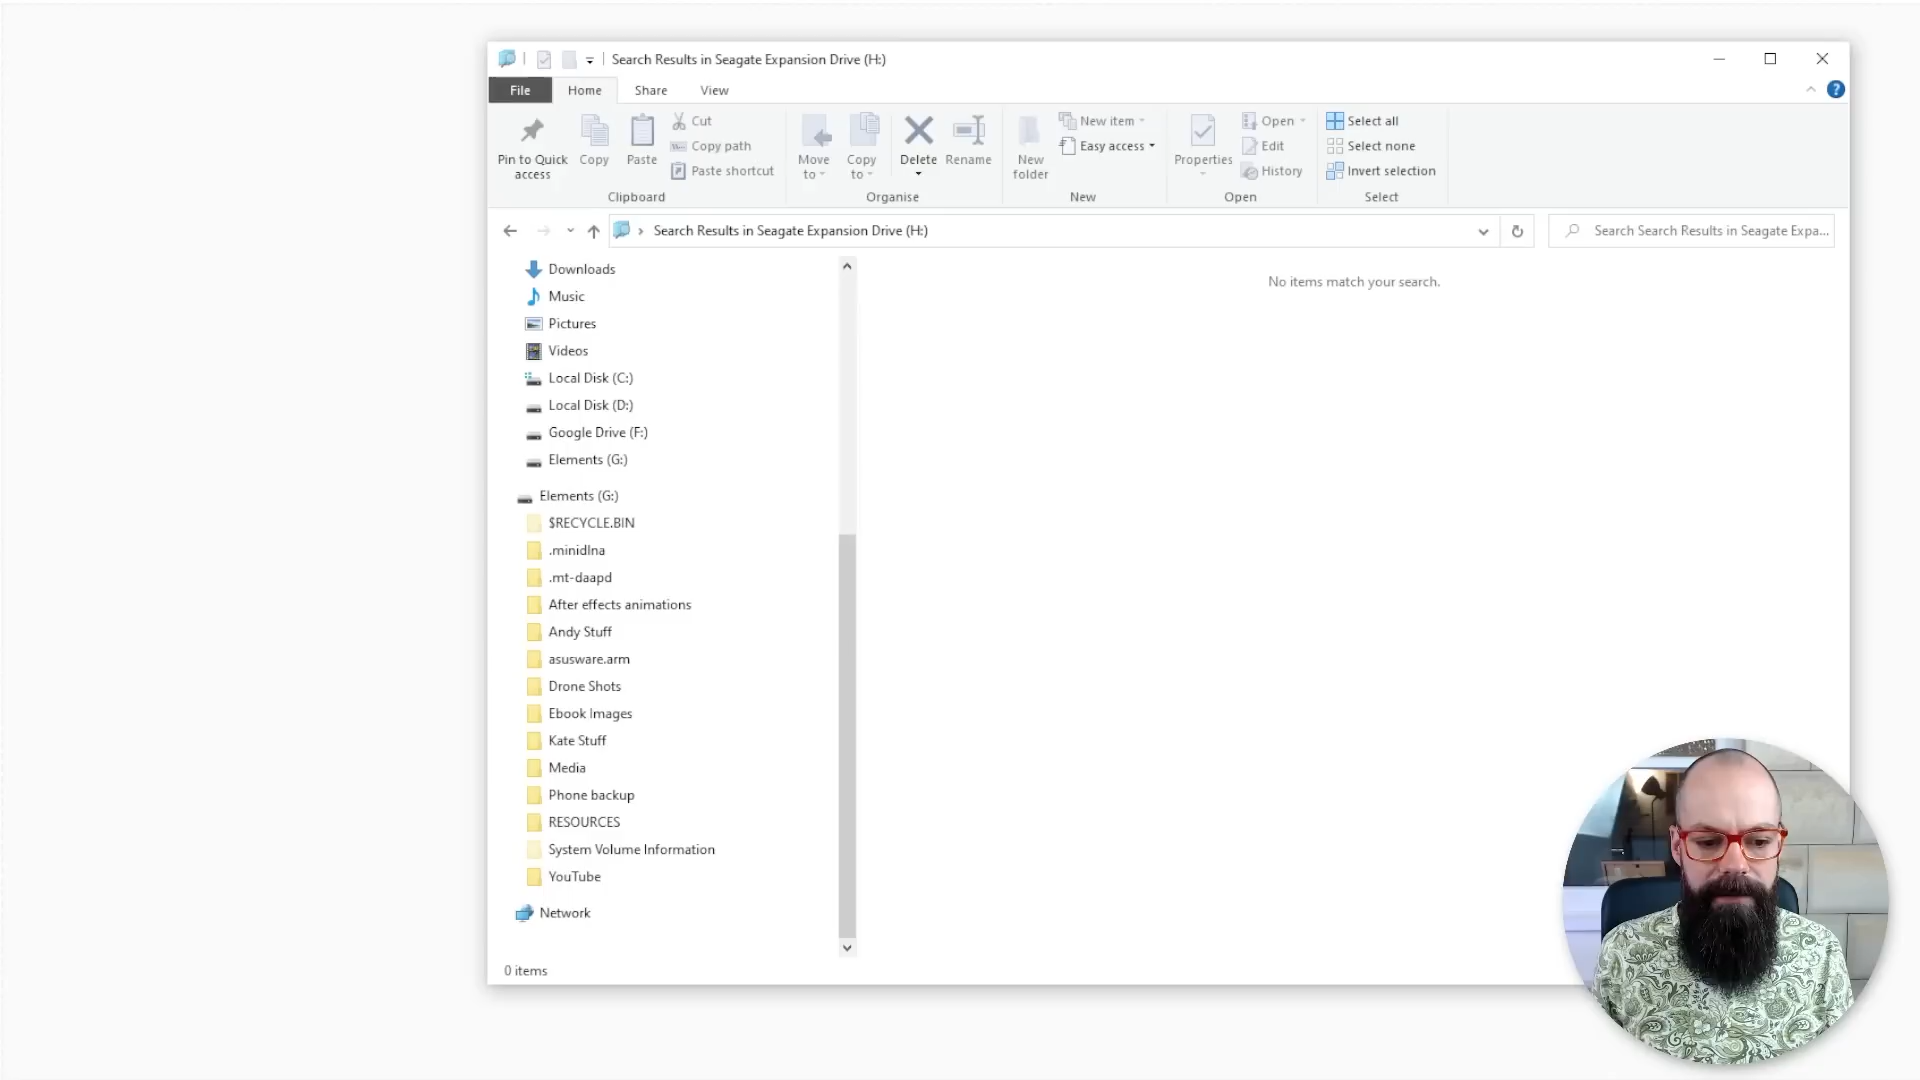 Search Results in Seagate Expansion Drive (H:)
File Home Share View
Pin to Quick access
Copy
Paste
Cut
Copy path
Paste shortcut
Clipboard
Move to
Copy to
Delete
Rename
Organise
New folder
New item
Easy access
New
Properties
Open
Edit
History
Open
Select all
Select none
Invert selection
Select
Search Results in Seagate Expansion Drive (H:)
Search Search Results in Seagate Expa...
Downloads
Music
Pictures
Videos
Local Disk (C:)
Local Disk (D:)
Google Drive (F:)
Elements (G:)
Elements (G:)
$RECYCLE.BIN
.minidlna
.mt-daapd
After effects animations
Andy Stuff
asusware.arm
Drone Shots
Ebook Images
Kate Stuff
Media
Phone backup
RESOURCES
System Volume Information
YouTube
Network
No items match your search.
0 items